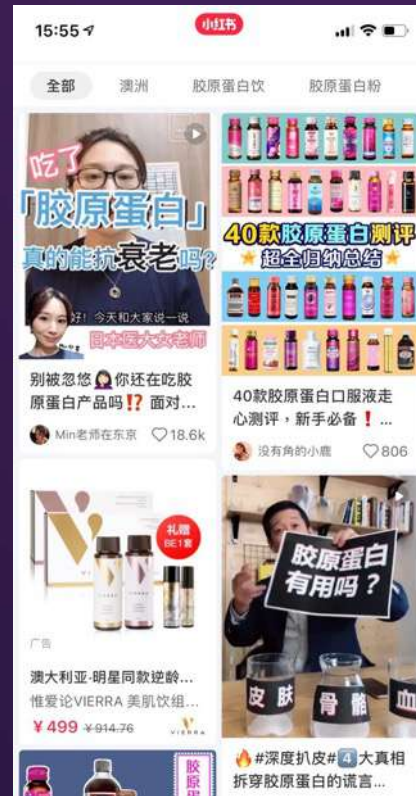 15:55
小红书
全部
澳洲
胶原蛋白饮
胶原蛋白粉
吃了
「胶原蛋白」
真的能抗衰老吗?
好！今天和大家说一说
日本医大女老师
别被忽悠🙅🏻‍♀️你还在吃胶
原蛋白产品吗⁉️ 面对...
Min老师在东京
18.6k
40款胶原蛋白测评
超全归纳总结
40款胶原蛋白口服液走
心测评，新手必备❗...
没有角的小鹿
806
V
VIERRA
礼赠
BE1套
广告
澳大利亚·明星同款逆龄...
惟爱论VIERRA 美肌饮组...
¥499 ¥914.76
VIERRA
胶原蛋白
有用吗？
皮肤
骨骼
血
🔥#深度扒皮#4️⃣大真相
拆穿胶原蛋白的谎言...
胶原蛋